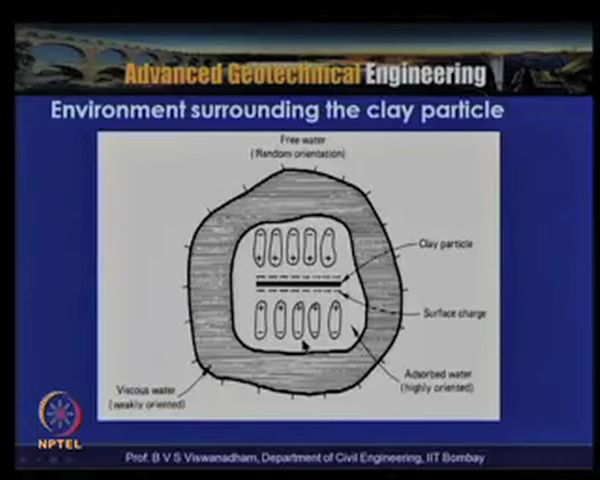 Advanced Geotechnical Engineering
Environment surrounding the clay particle
Free water
(Random orientation)
Clay particle
Surface charge
Adsorbed water
(highly oriented)
Viscous water
(weakly oriented)
NPTEL
Prof. B V S Viswanadham, Department of Civil Engineering, IIT Bombay